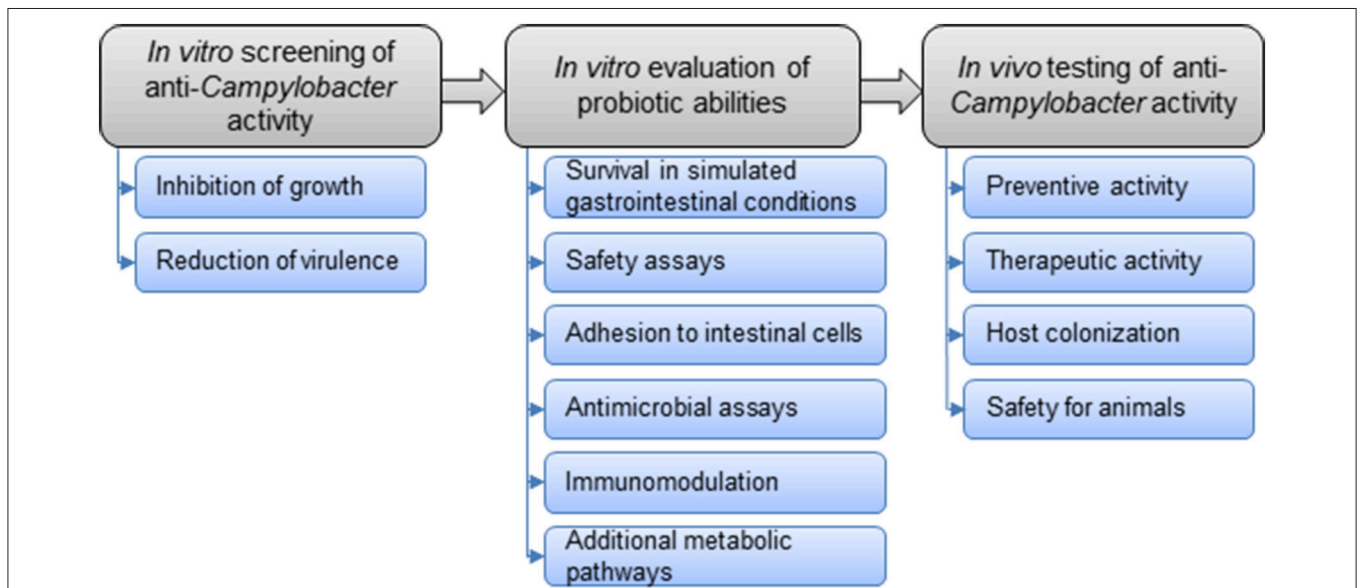 In vitro screening of
anti-Campylobacter
activity
Inhibition of growth
Reduction of virulence
In vitro evaluation of
probiotic abilities
Survival in simulated
gastrointestinal conditions
Safety assays
Adhesion to intestinal cells
Antimicrobial assays
Immunomodulation
Additional metabolic
pathways
In vivo testing of anti-
Campylobacter activity
Preventive activity
Therapeutic activity
Host colonization
Safety for animals